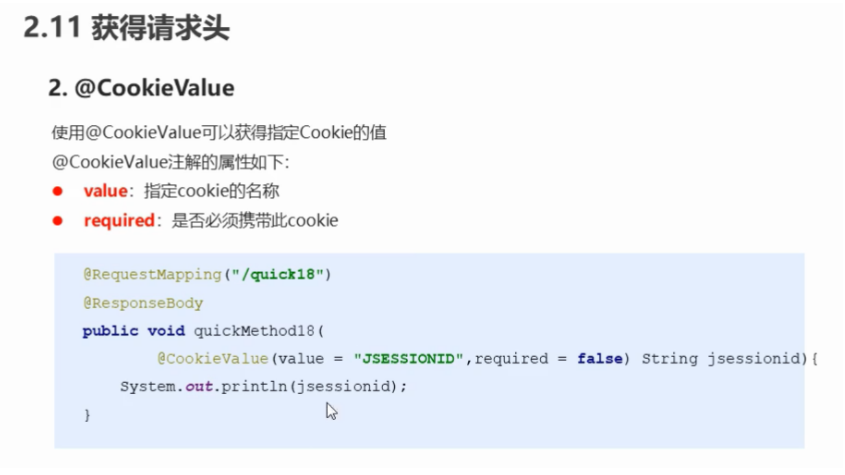 2.11 获得请求头
2. @CookieValue
使用@CookieValue可以获得指定Cookie的值
@CookieValue注解的属性如下：
● value：指定cookie的名称
● required：是否必须携带此cookie
@RequestMapping("/quick18")
@ResponseBody
public void quickMethod18(
@CookieValue(value = "JSESSIONID",required = false) String jsessionid){
System.out.println(jsessionid);
}